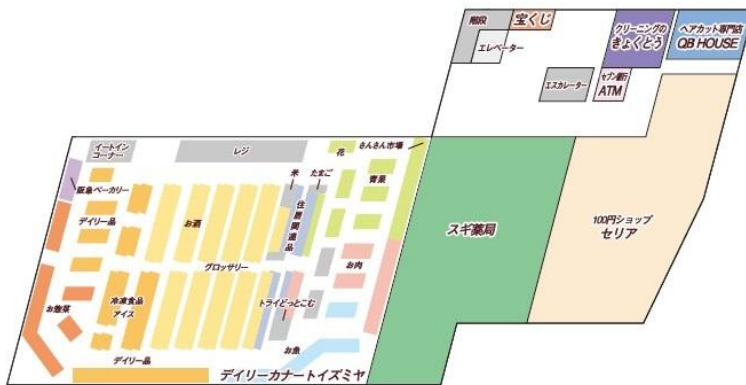 階段
宝くじ
エレベーター
クリーニングの
きょくとう
ヘアカット専門店
QB HOUSE
エスカレーター
セブン銀行
ATM
イートイン
コーナー
レジ
花
さんさん市場
米
たまご
青果
阪急ベーカリー
デイリー品
お酒
住居関連品
スギ薬局
100円ショップ
セリア
グロッサリー
お肉
冷凍食品
アイス
トライどっとこむ
お惣菜
お魚
デイリー品
デイリーカナートイズミヤ